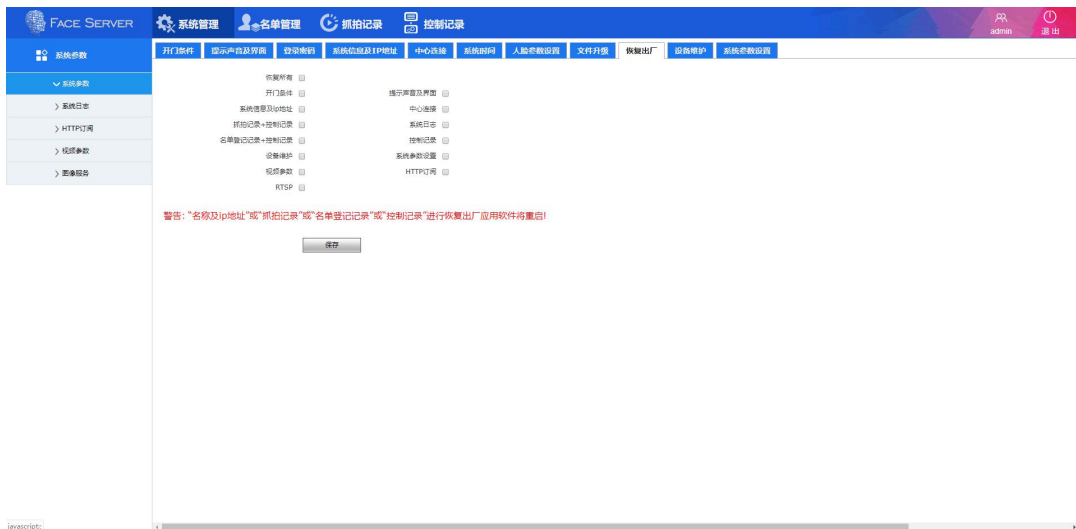 FACE SERVER 系统管理 名单管理 抓拍记录 控制记录 admin 退出
系统参数 开门条件 提示声音及界面 登录密码 系统信息及IP地址 中心连接 系统时间 人脸参数设置 文件升级 恢复出厂 设备维护 系统参数设置
系统参数
系统日志
HTTP订阅
视频参数
图像服务
恢复所有
开门条件 提示声音及界面
系统信息及ip地址 中心连接
抓拍记录+控制记录 系统日志
名单登记记录+控制记录 控制记录
设备维护 系统参数设置
视频参数 HTTP订阅
RTSP
警告: "名称及ip地址"或"抓拍记录"或"名单登记记录"或"控制记录"进行恢复出厂应用软件将重启!
保存
javascript: